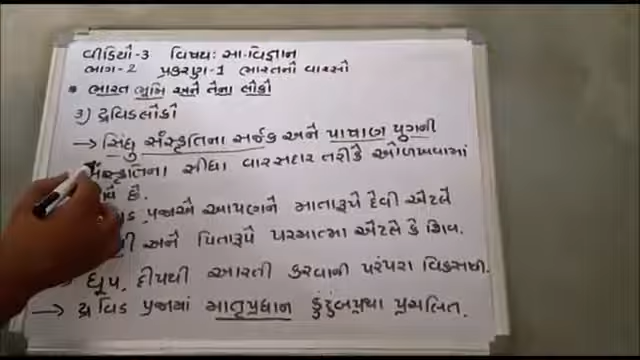 વીડિયો-3 વિષય: સા.વિજ્ઞાન
ભાગ-2 પ્રકરણ-1 ભારતનો વારસો
• ભારત ભૂમિ અને તેના લોકો
3) દ્રવિડલોકો
→ સિંધુ સંસ્કૃતિના સર્જક અને પાષાણ યુગની
સંસ્કૃતિના સીધા વારસદાર તરીકે ઓળખવામાં
છે.
પ્રજાએ આપણને માતારૂપે દેવી એટલે
અને પિતારૂપે પરમાત્મા એટલે કે શિવ.
ધૂપ, દીપથી આરતી કરવાની પરંપરા વિકસાવી.
→ દ્રવિડ પ્રજામાં માતૃપ્રધાન કુટુંબપ્રથા પ્રચલિત.